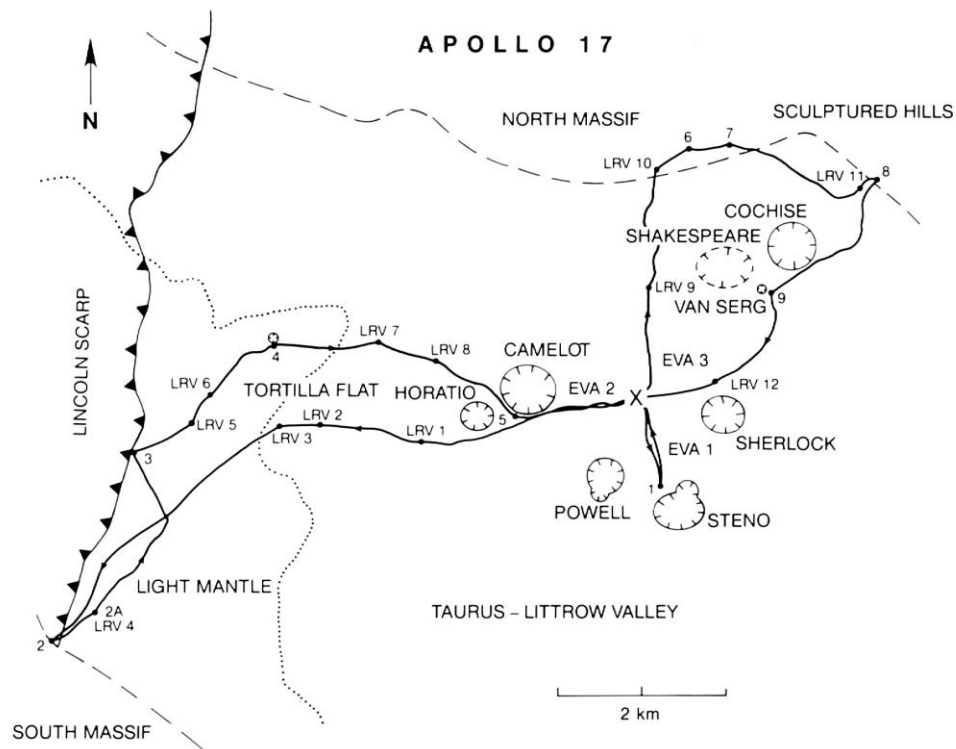 APOLLO 17
N
NORTH MASSIF
SCULPTURED HILLS
6
7
LRV 10
LRV 11
8
COCHISE
SHAKESPEARE
LRV 9
VAN SERG
9
LINCOLN SCARP
4
LRV 7
LRV 8
CAMELOT
EVA 3
LRV 6
TORTILLA FLAT
HORATIO
EVA 2
X
LRV 12
LRV 5
LRV 3
LRV 2
LRV 1
5
SHERLOCK
3
EVA 1
1
POWELL
STENO
LIGHT MANTLE
2A
LRV 4
TAURUS – LITTROW VALLEY
2
2 km
SOUTH MASSIF